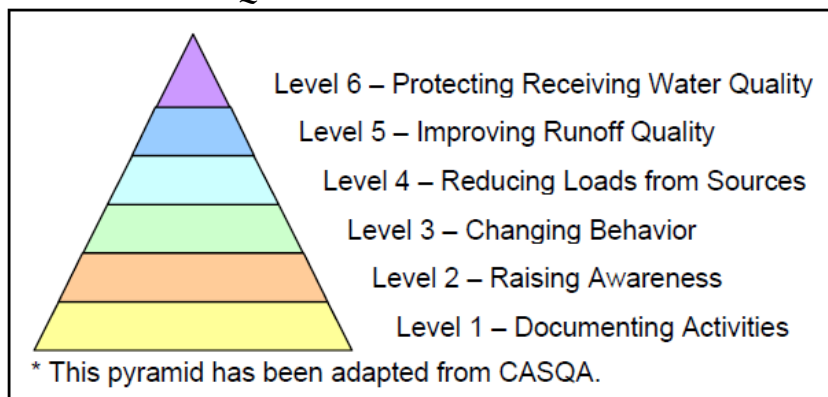 Level 6 – Protecting Receiving Water Quality
Level 5 – Improving Runoff Quality
Level 4 – Reducing Loads from Sources
Level 3 – Changing Behavior
Level 2 – Raising Awareness
Level 1 – Documenting Activities
* This pyramid has been adapted from CASQA.